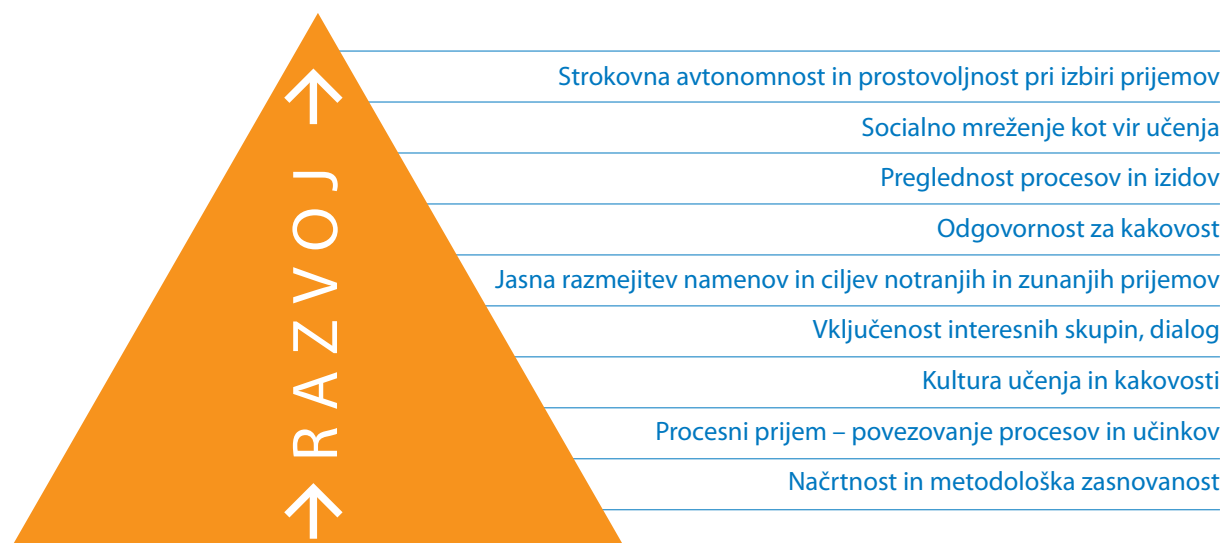 Strokovna avtonomnost in prostovoljnost pri izbiri prijemov
Socialno mreženje kot vir učenja
Preglednost procesov in izidov
Odgovornost za kakovost
Jasna razmejitev namenov in ciljev notranjih in zunanjih prijemov
Vključenost interesnih skupin, dialog
Kultura učenja in kakovosti
Procesni prijem – povezovanje procesov in učinkov
Načrtnost in metodološka zasnovanost
→ RAZVOJ →